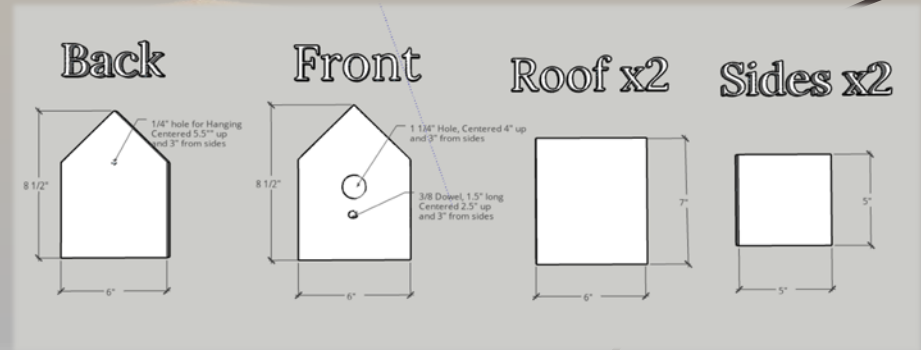 Back
Front
Roof x2
Sides x2
1/4" hole for Hanging
Centered 5.5"" up
and 3" from sides
8 1/2"
6"
1 1/4" Hole, Centered 4" up
and 3" from sides
3/8 Dowel, 1.5" long
Centered 2.5" up
and 3" from sides
8 1/2"
6"
7"
6"
5"
5"